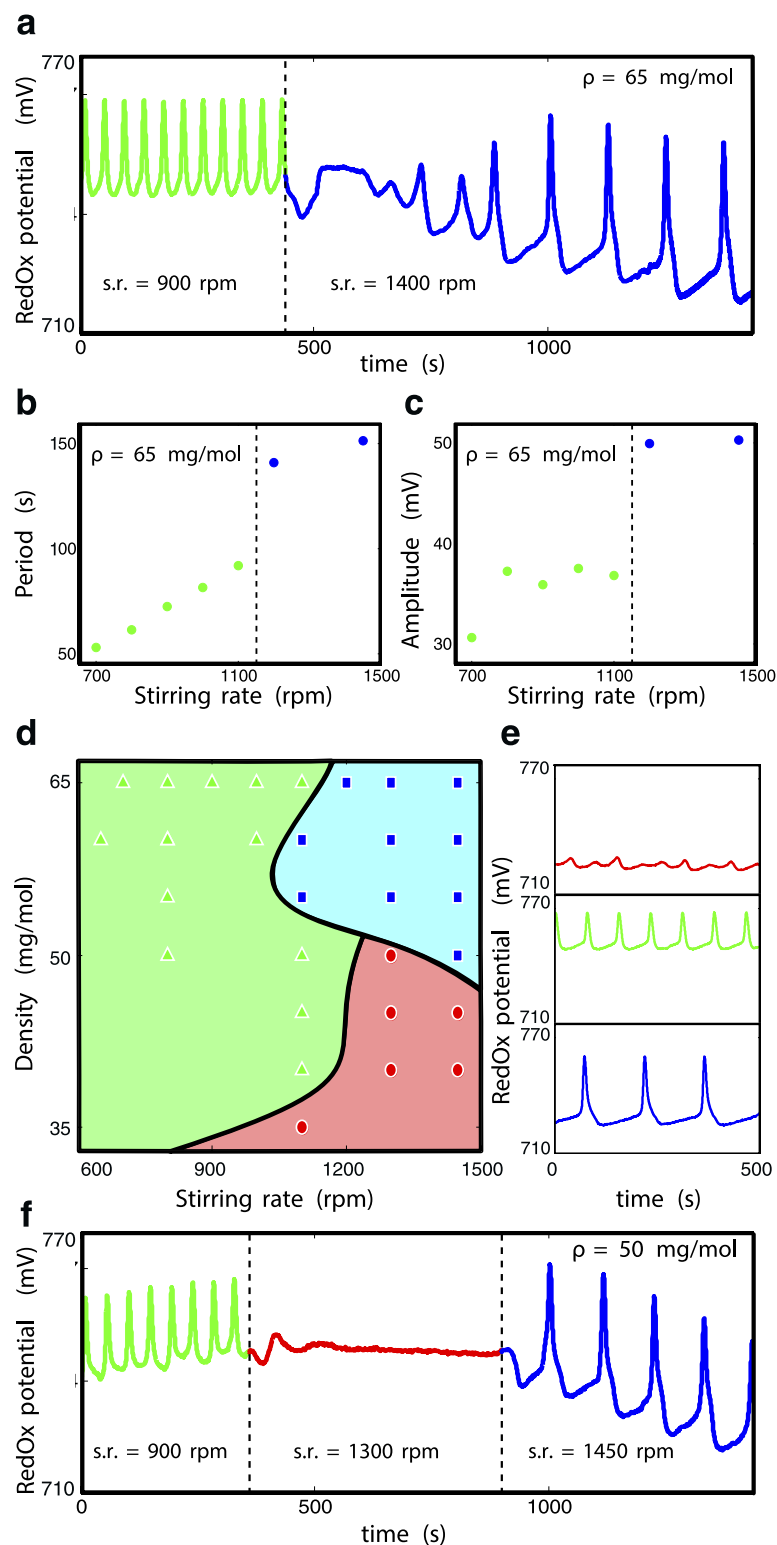 a
770
RedOx potential (mV)
ρ = 65 mg/mol
s.r. = 900 rpm
s.r. = 1400 rpm
710
0
500
1000
time (s)
b
150
100
50
Period (s)
ρ = 65 mg/mol
700
1100
1500
Stirring rate (rpm)
c
50
40
30
Amplitude (mV)
ρ = 65 mg/mol
700
1100
1500
Stirring rate (rpm)
d
65
50
35
Density (mg/mol)
600
900
1200
1500
Stirring rate (rpm)
e
770
710
770
710
770
710
RedOx potential (mV)
0
500
time (s)
f
770
RedOx potential (mV)
ρ = 50 mg/mol
s.r. = 900 rpm
s.r. = 1300 rpm
s.r. = 1450 rpm
710
0
500
1000
time (s)